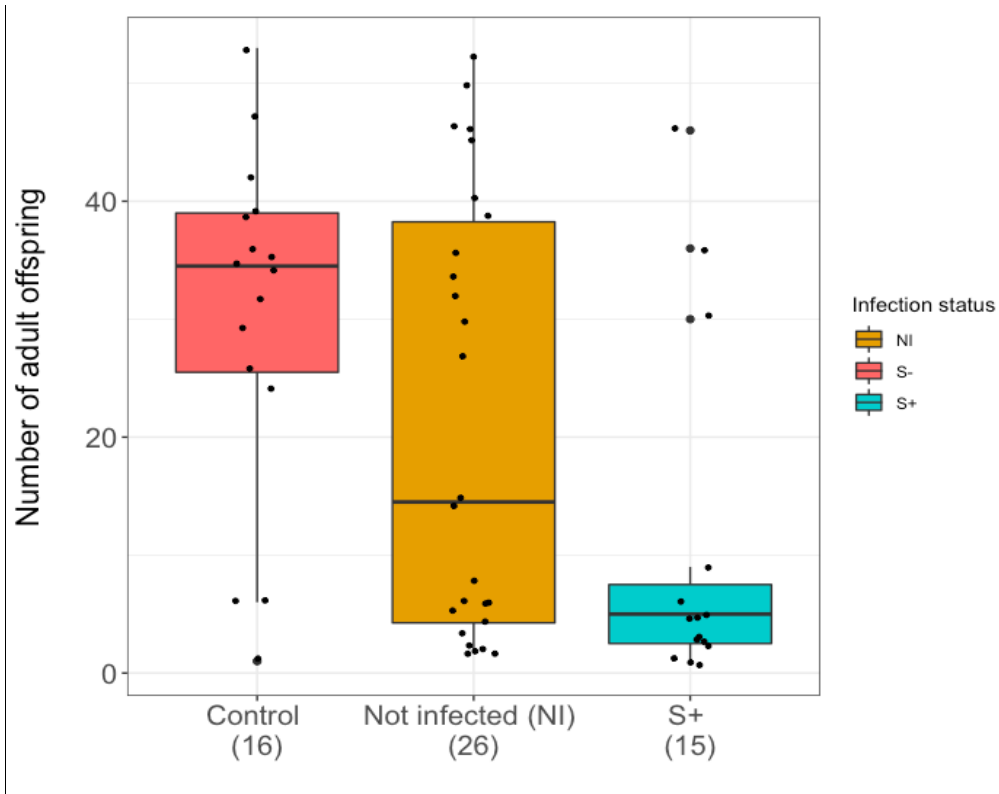 Number of adult offspring
40
20
0
Control
(16)
Not infected (NI)
(26)
S+
(15)
Infection status
NI
S-
S+